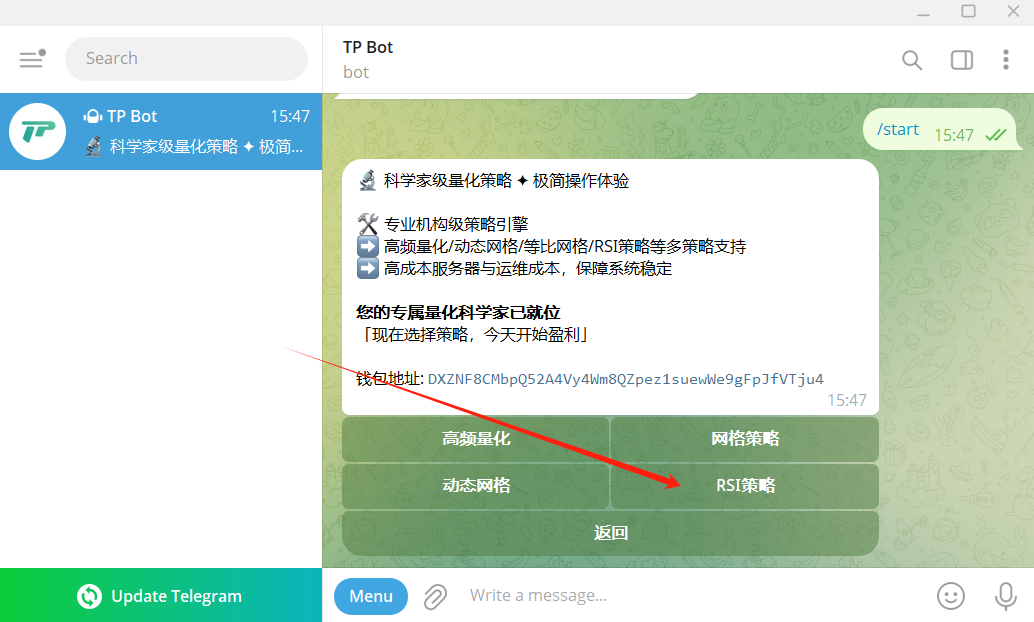 Search
TP Bot
15:47
科学家级量化策略 ✦ 极简...
TP
Update Telegram
TP Bot
bot
/start
15:47
🔬 科学家级量化策略 ✦ 极简操作体验
🛠 专业机构级策略引擎
➡️ 高频量化/动态网格/等比网格/RSI策略等多策略支持
➡️ 高成本服务器与运维成本，保障系统稳定
您的专属量化科学家已就位
「现在选择策略，今天开始盈利」
钱包地址: DXZNF8CMbpQ52A4Vy4Wm8QZpez1suewWe9gFpJfVTju4
15:47
高频量化
网格策略
动态网格
RSI策略
返回
Menu
Write a message...